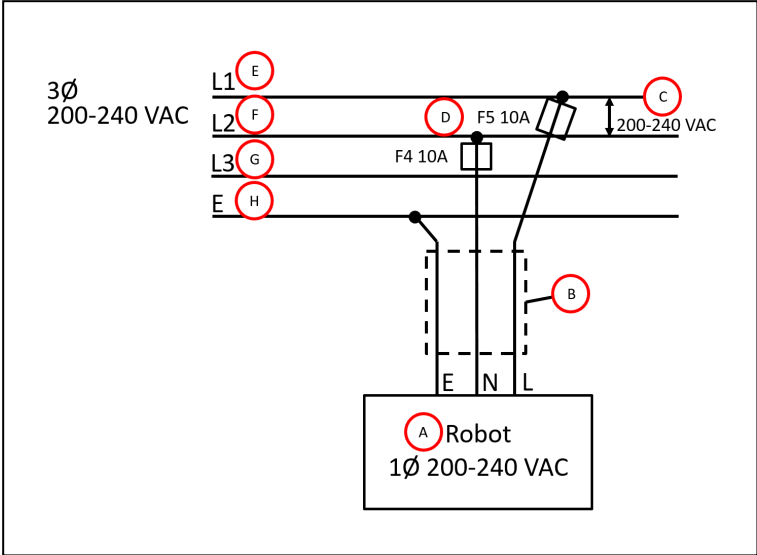 3Ø
200-240 VAC
L1 E
L2 F
L3 G
E H
C
D
F5 10A
200-240 VAC
F4 10A
B
E N L
A Robot
1Ø 200-240 VAC